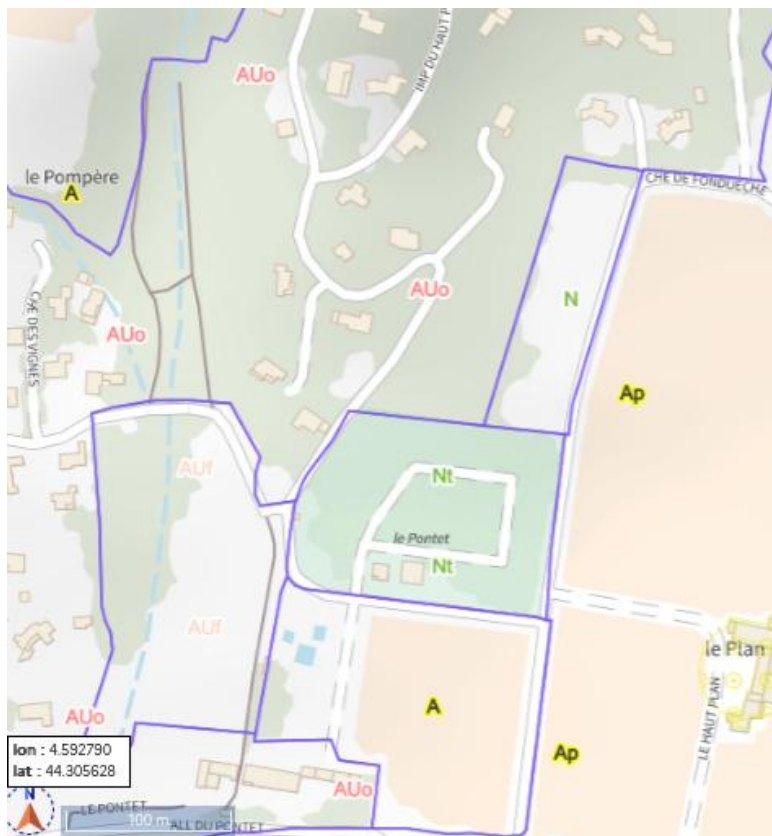 AUo
IMP DU HAUT P
le Pompère
A
CHE DE FONDUECHE
AUo
N
CHE DES VIGNES
AUo
Ap
AUf
Nt
le Pontet
Nt
AUf
le Plan
A
AUo
LE HAUT PLAN
lon : 4.592790
lat : 44.305628
Ap
N
AUo
100 m
LE PONTET
ALL DU PONTET